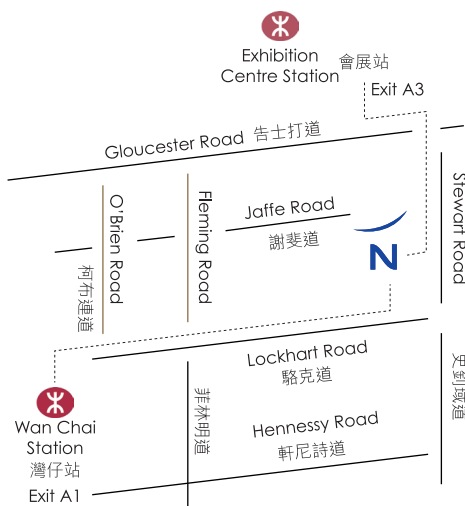 Exhibition
Centre Station 會展站
Exit A3
Gloucester Road 告士打道
O'Brien Road
柯布連道
Fleming Road
Jaffe Road
謝斐道
Stewart Road
N
Lockhart Road
駱克道
史釗域道
菲林明道
Wan Chai
Station
灣仔站
Exit A1
Hennessy Road
軒尼詩道